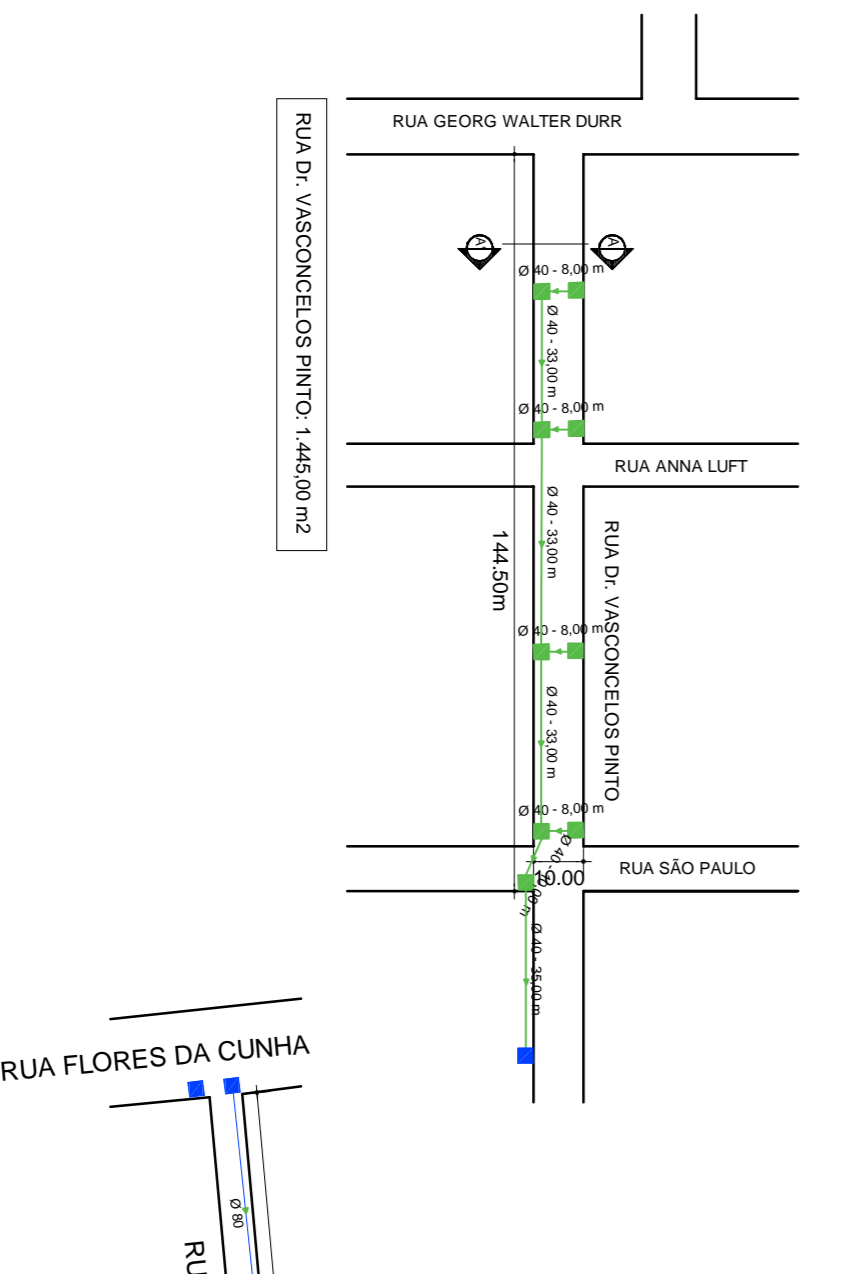 RUA GEORG WALTER DURR
RUA Dr. VASCONCELOS PINTO: 1.445,00 m2
A'
A
Ø 40 - 8,00 m
Ø 40 - 33,00 m
Ø 40 - 8,00 m
RUA ANNA LUFT
Ø 40 - 33,00 m
144.50m
RUA Dr. VASCONCELOS PINTO
Ø 40 - 8,00 m
Ø 40 - 33,00 m
Ø 40 - 8,00 m
10.00
RUA SÃO PAULO
Ø 40 - 35,00 m
RUA FLORES DA CUNHA
Ø 80
RU